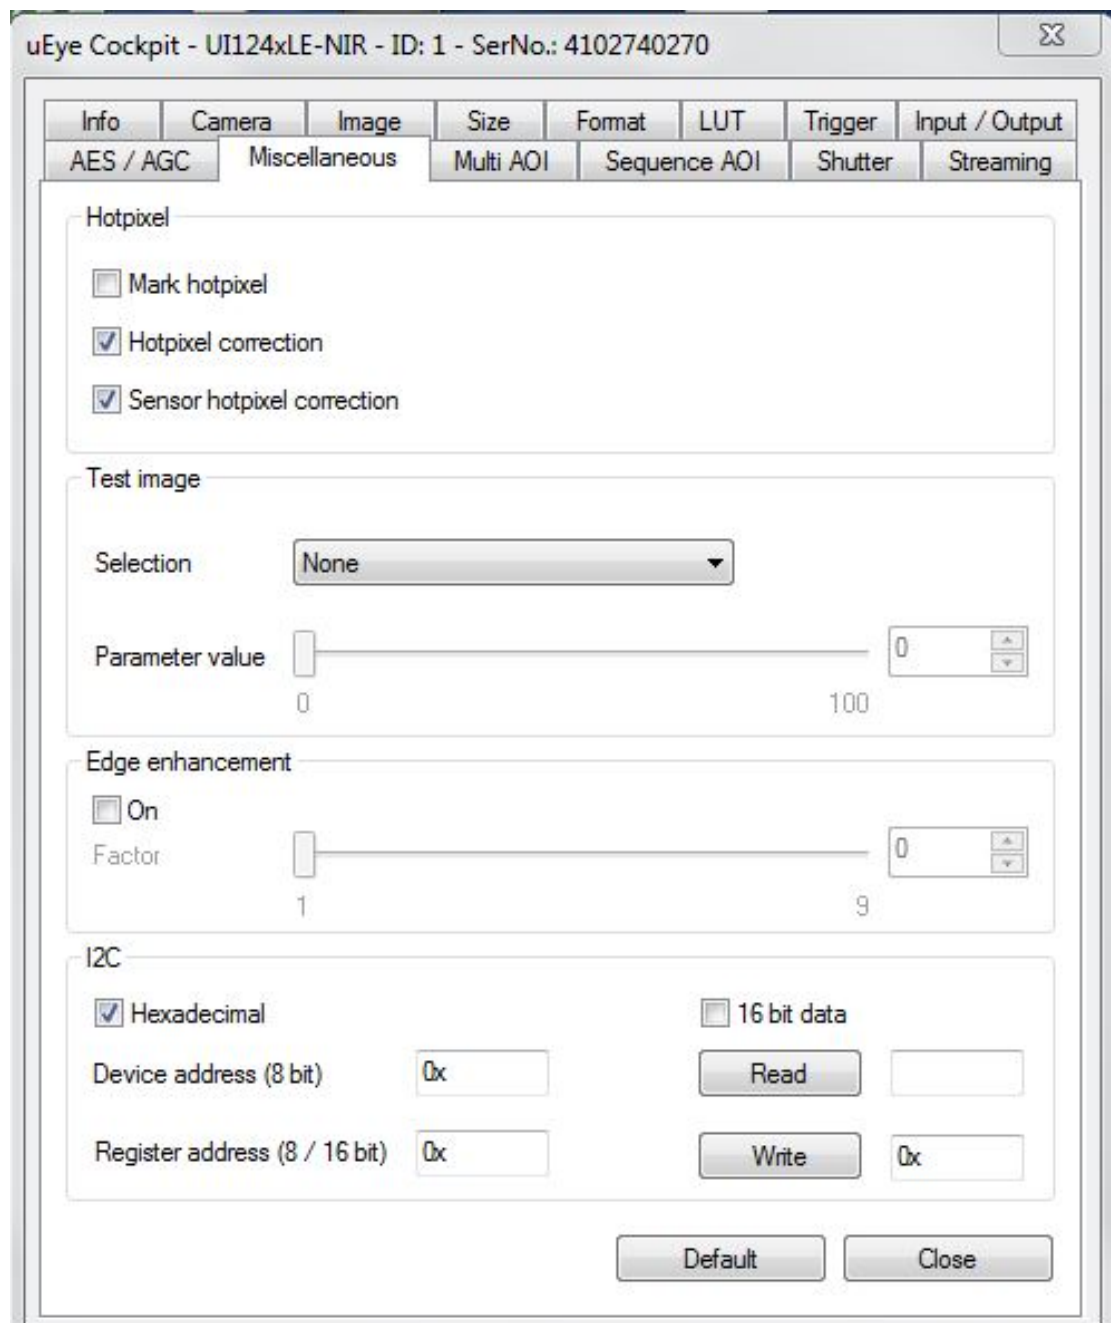 uEye Cockpit - UI124xLE-NIR - ID: 1 - SerNo.: 4102740270
Info Camera Image Size Format LUT Trigger Input / Output
AES / AGC Miscellaneous Multi AOI Sequence AOI Shutter Streaming
Hotpixel
Mark hotpixel
Hotpixel correction
Sensor hotpixel correction
Test image
Selection None
Parameter value 0
0 100
Edge enhancement
On
Factor 0
1 9
I2C
Hexadecimal 16 bit data
Device address (8 bit) 0x Read
Register address (8 / 16 bit) 0x Write 0x
Default Close